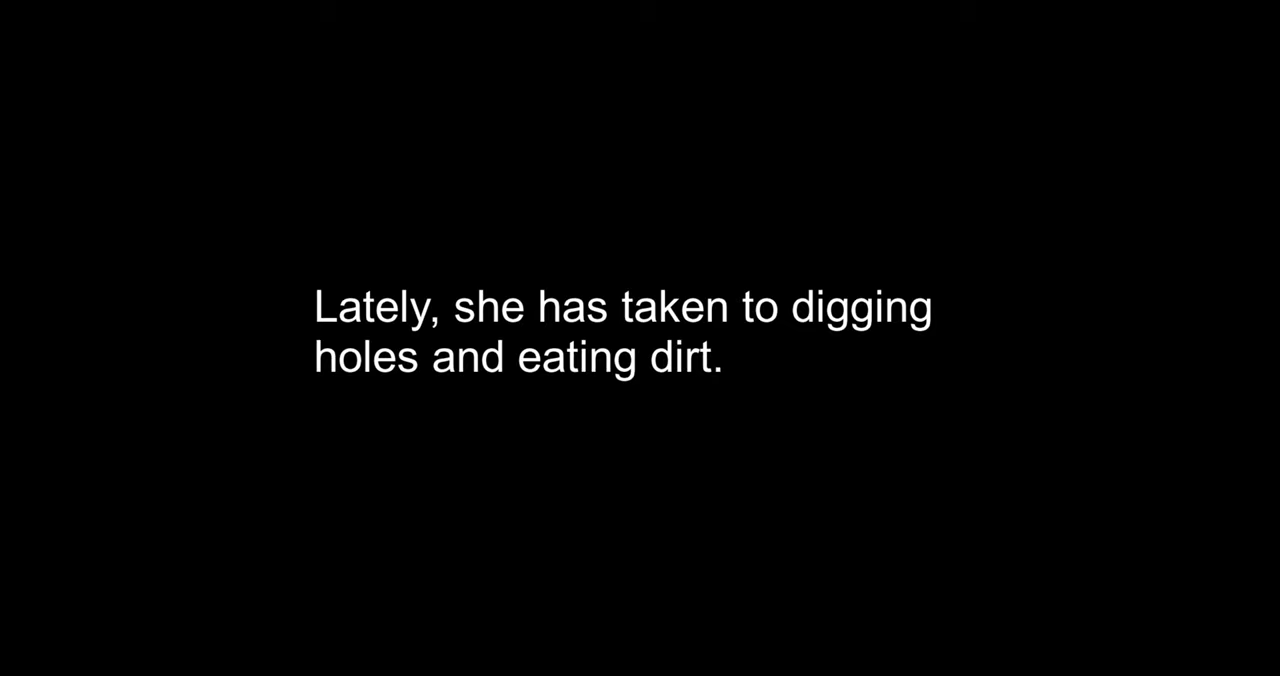 Lately, she has taken to digging
holes and eating dirt.